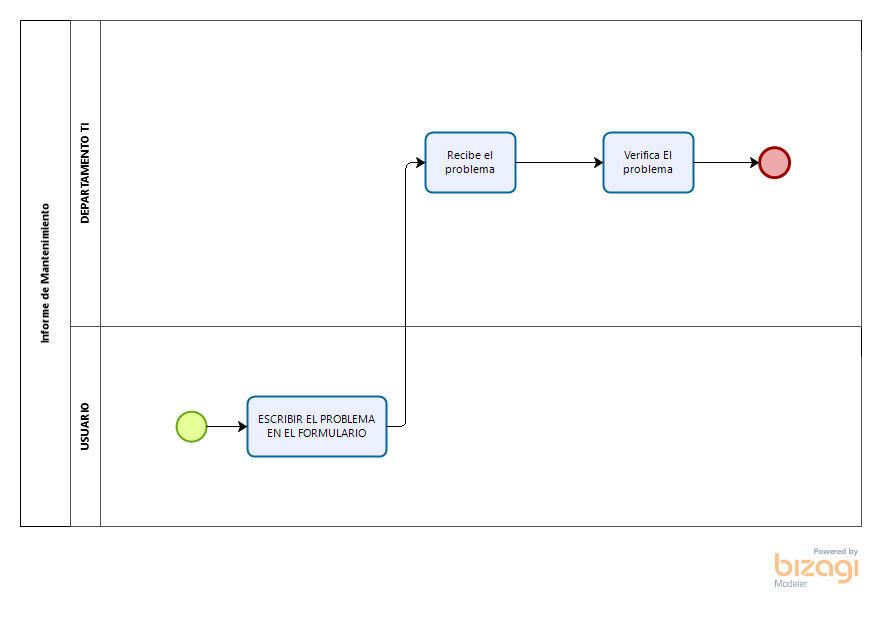 Informe de Mantenimiento
DEPARTAMENTO TI
Recibe el
problema
Verifica El
problema
USUARIO
ESCRIBIR EL PROBLEMA
EN EL FORMULARIO
Powered by
bizagi
Modeler